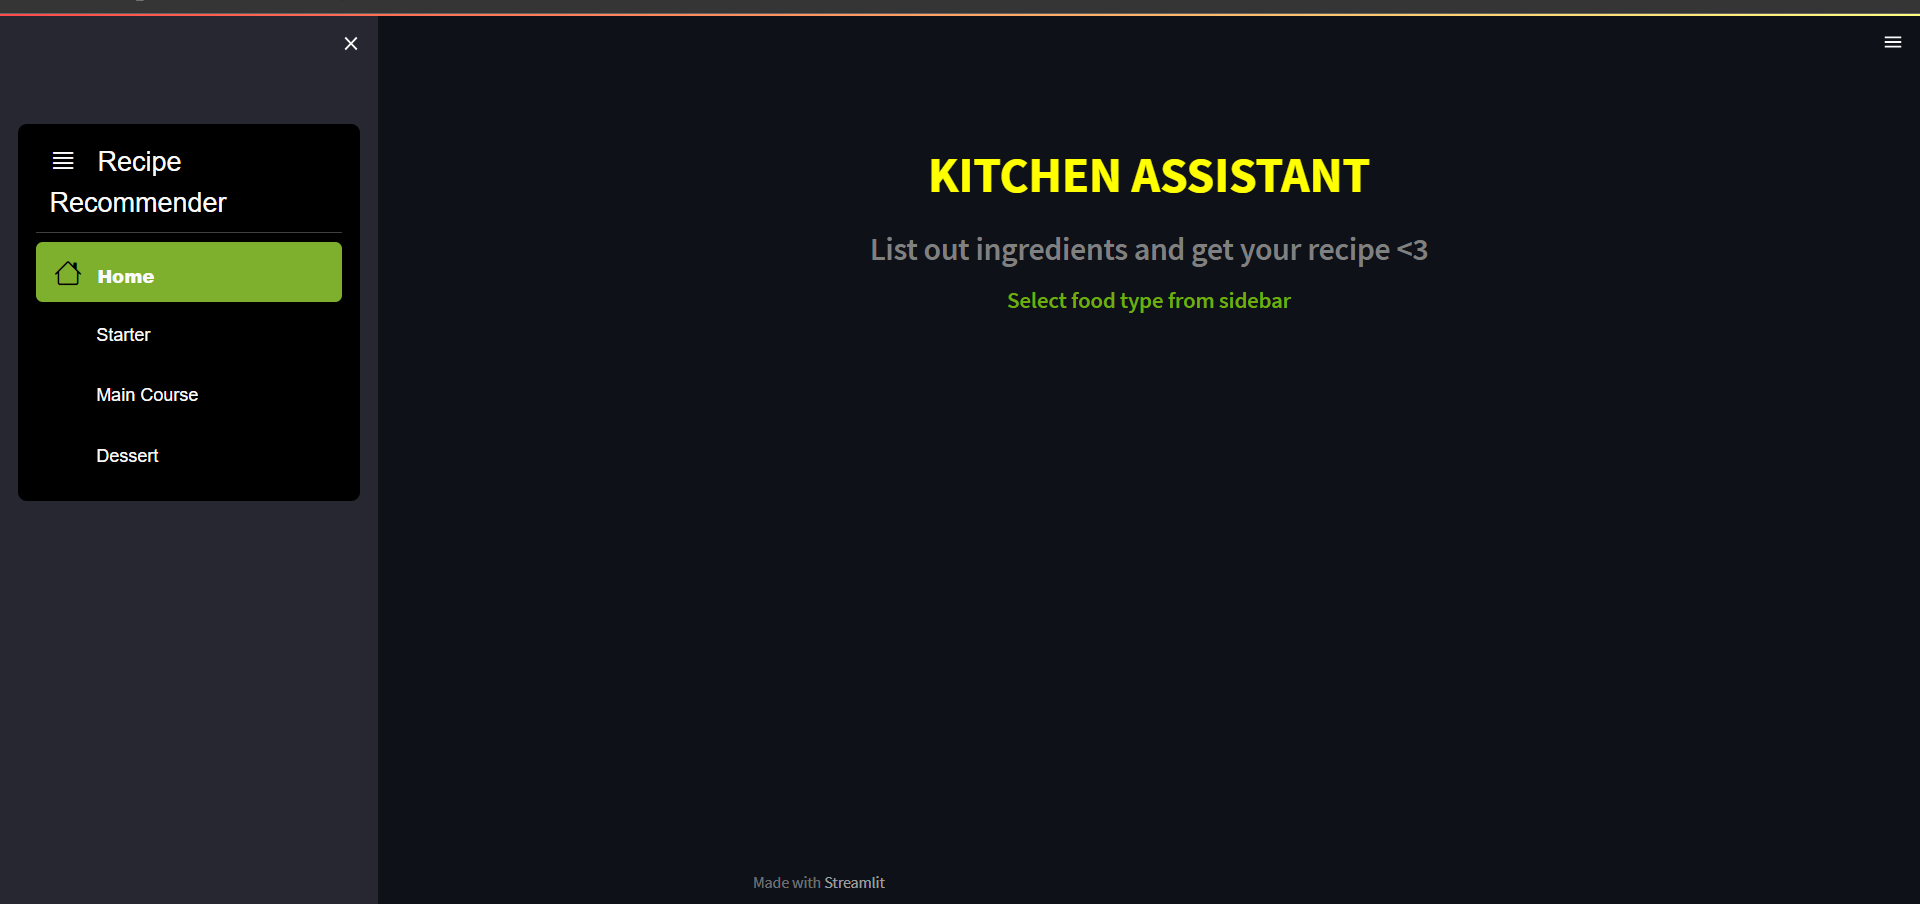 Recipe
Recommender
Home
Starter
Main Course
Dessert
KITCHEN ASSISTANT
List out ingredients and get your recipe <3
Select food type from sidebar
Made with Streamlit